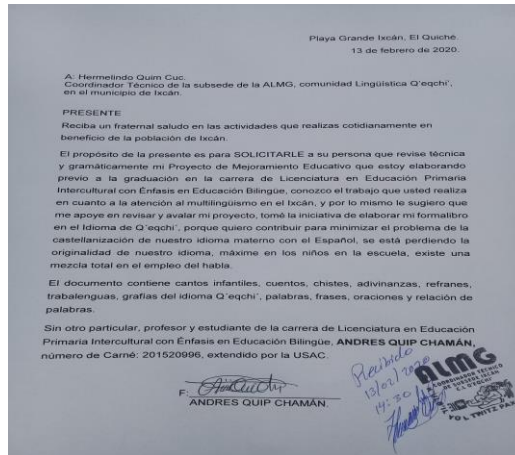 Playa Grande Ixcán, El Quiché.
13 de febrero de 2020.
A: Hermelindo Quim Cuc.
Coordinador Técnico de la subsede de la ALMG, comunidad Lingüística Q'eqchi',
en el municipio de Ixcán.
PRESENTE
Reciba un fraternal saludo en las actividades que realizas cotidianamente en
beneficio de la población de Ixcán.
El propósito de la presente es para SOLICITARLE a su persona que revise técnica
y gramáticamente mi Proyecto de Mejoramiento Educativo que estoy elaborando
previo a la graduación en la carrera de Licenciatura en Educación Primaria
Intercultural con Énfasis en Educación Bilingüe, conozco el trabajo que usted realiza
en cuanto a la atención al multilingüismo en el Ixcán, y por lo mismo le sugiero que
me apoye en revisar y avalar mi proyecto, tomé la iniciativa de elaborar mi formalibro
en el Idioma de Q'eqchi', porque quiero contribuir para minimizar el problema de la
castellanización de nuestro idioma materno con el Español, se está perdiendo la
originalidad de nuestro idioma, máxime en los niños en la escuela, existe una
mezcla total en el empleo del habla.
El documento contiene cantos infantiles, cuentos, chistes, adivinanzas, refranes,
trabalenguas, grafías del idioma Q'eqchi', palabras, frases, oraciones y relación de
palabras.
Sin otro particular, profesor y estudiante de la carrera de Licenciatura en Educación
Primaria Intercultural con Énfasis en Educación Bilingüe, ANDRES QUIP CHAMÁN,
número de Carné: 201520996, extendido por la USAC.
F:
ANDRES QUIP CHAMÁN.
Recibido
13/02/2020
14:30
ALMG
COORDINADOR TÉCNICO
DE SUBSEDE IXCÁN